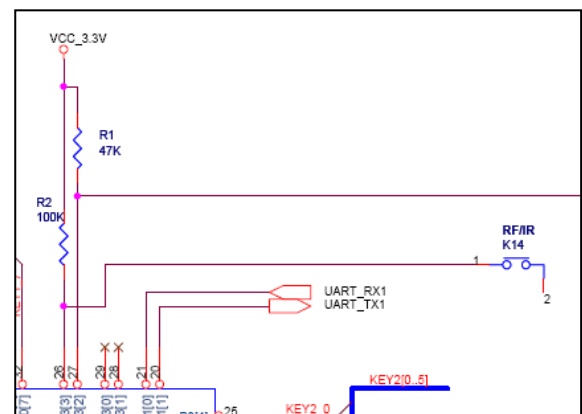 VCC_3.3V
R1
47K
R2
100K
RF/IR
K14
1
2
UART_RX1
UART_TX1
32
26
27
29
28
21
20
25
KEY2[0..5]
KEY2_0